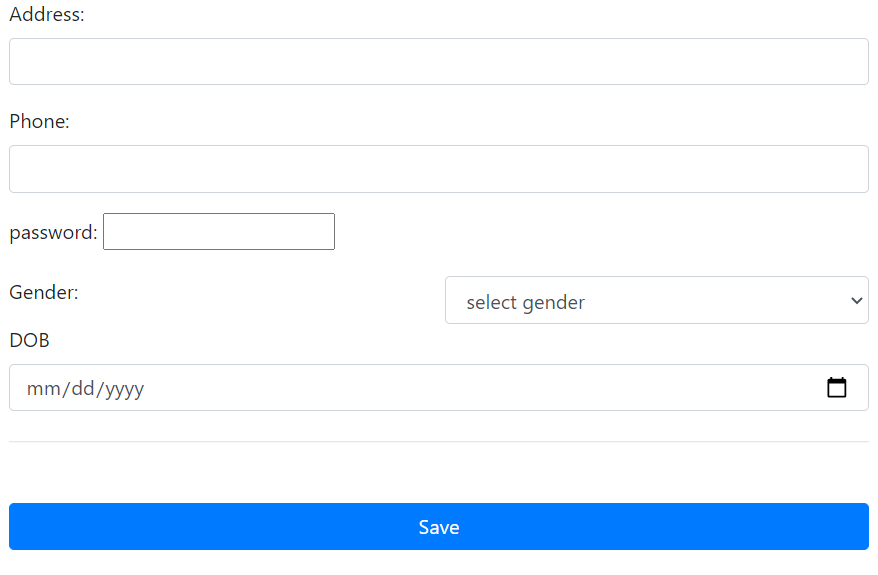 Address:
Phone:
password:
Gender: select gender
DOB
mm/dd/yyyy
Save